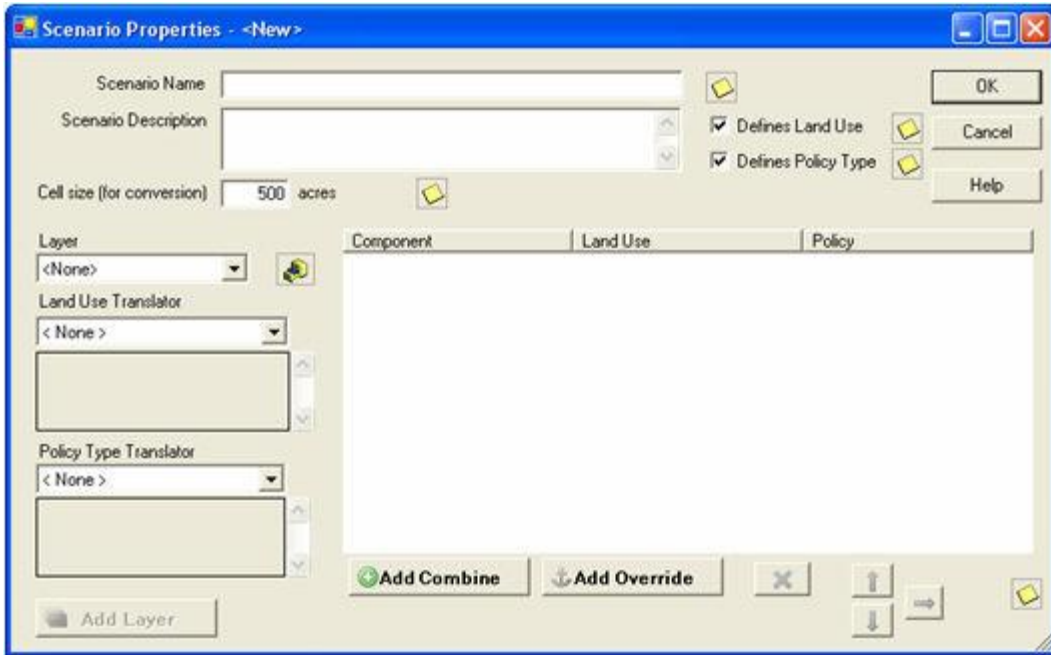 Scenario Properties - <New>
Scenario Name
OK
Scenario Description
Defines Land Use
Cancel
Defines Policy Type
Cell size (for conversion) 500 acres
Help
Layer
Component Land Use Policy
<None>
Land Use Translator
< None >
Policy Type Translator
< None >
Add Combine
Add Override
Add Layer